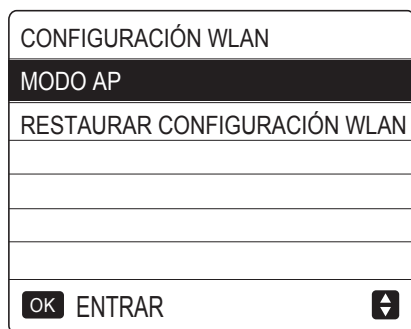 CONFIGURACIÓN WLAN
MODO AP
RESTAURAR CONFIGURACIÓN WLAN
OK ENTRAR